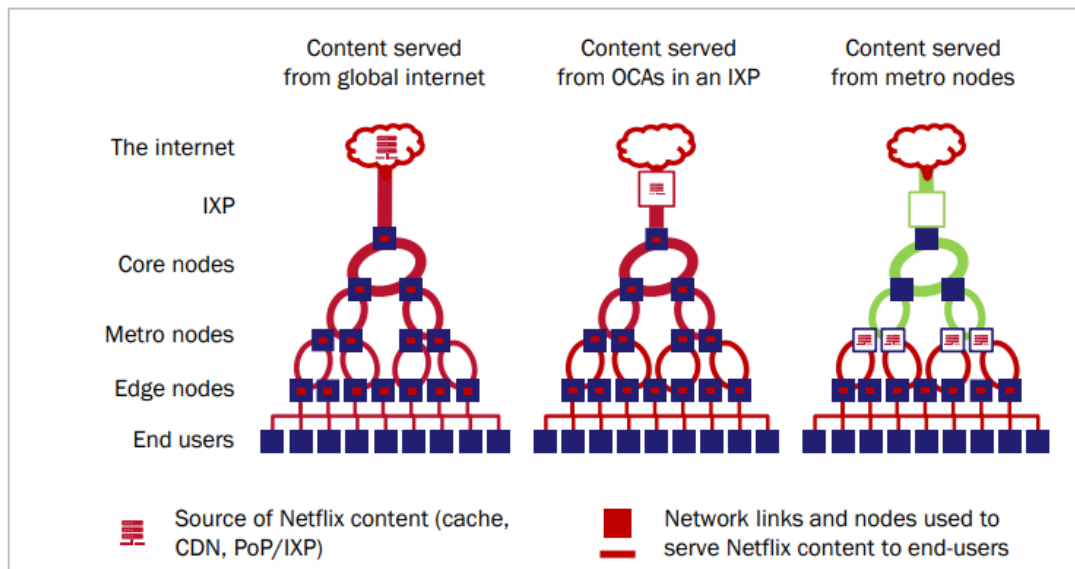 Content served
from global internet
Content served
from OCAs in an IXP
Content served
from metro nodes
The internet
IXP
Core nodes
Metro nodes
Edge nodes
End users
Source of Netflix content (cache,
CDN, PoP/IXP)
Network links and nodes used to
serve Netflix content to end-users